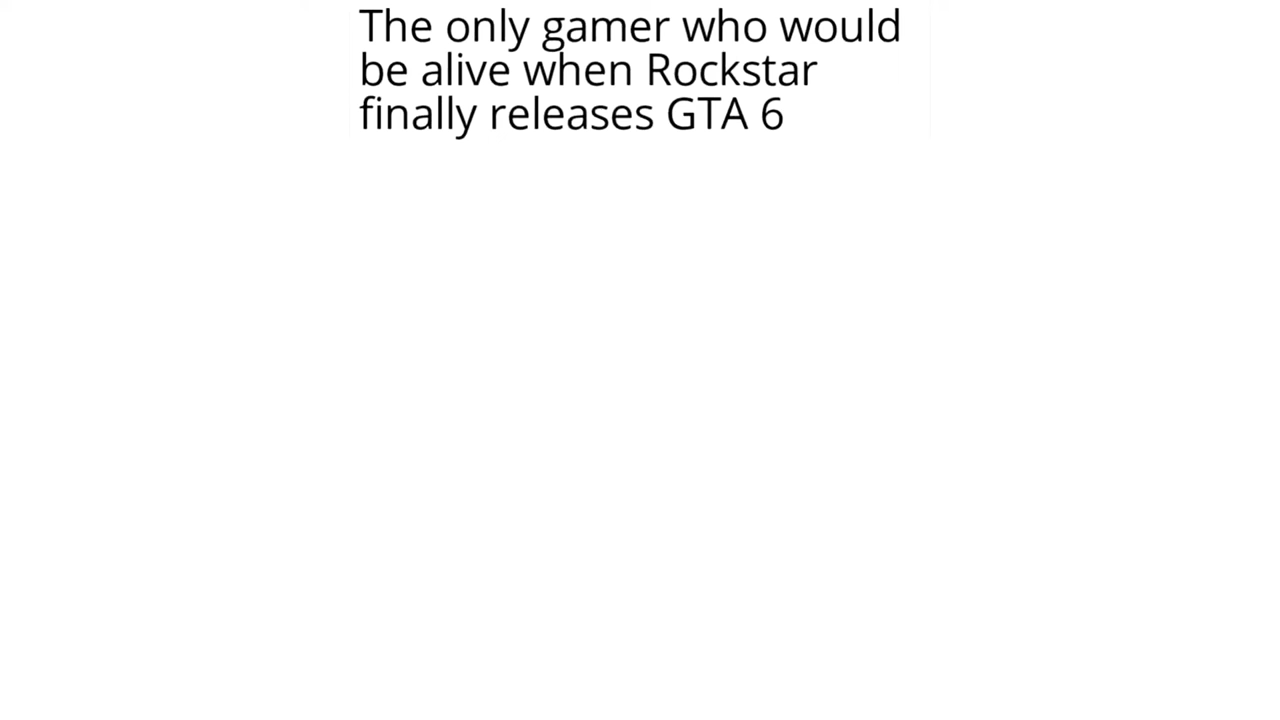 The only gamer who would
be alive when Rockstar
finally releases GTA 6